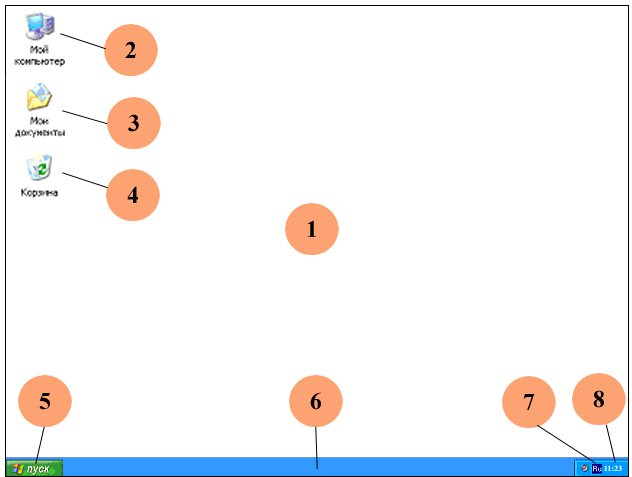 Мой
компьютер
2
Мои
документы
3
Корзина
4
1
5
6
7
8
пуск
Ru
11:23